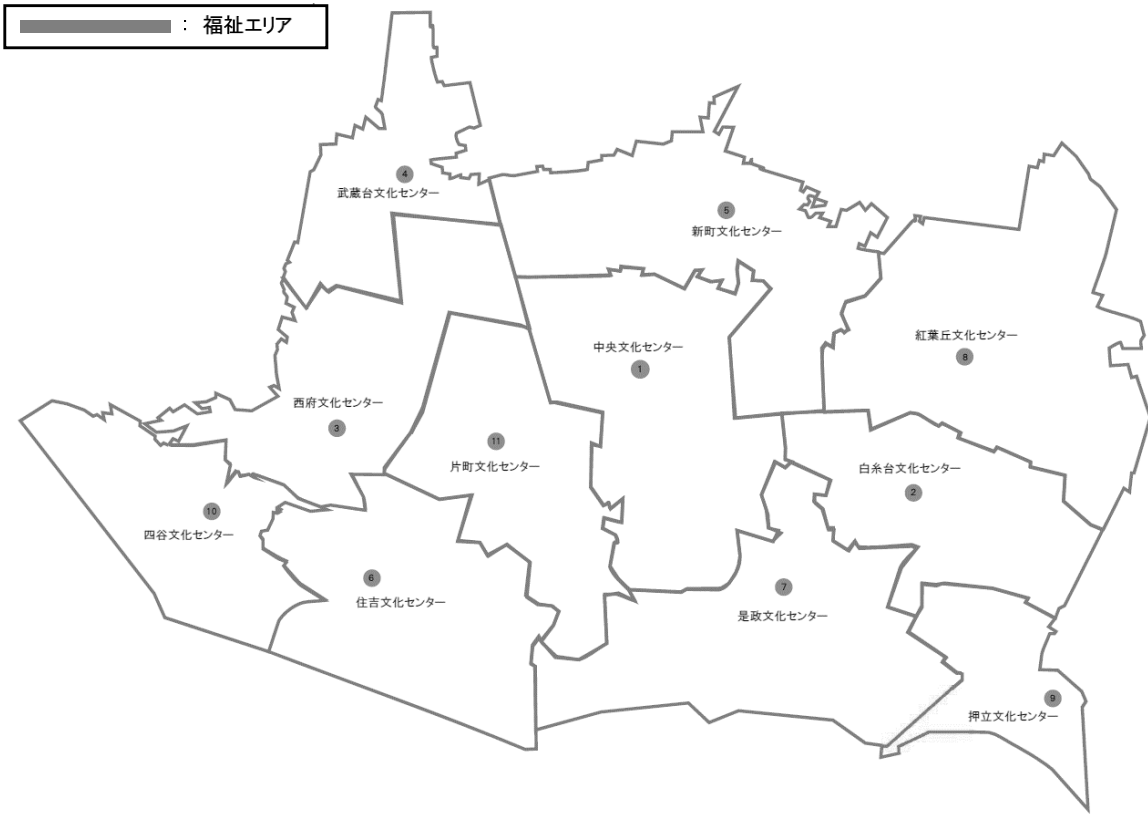 ： 福祉エリア
4
武蔵台文化センター
5
新町文化センター
中央文化センター
1
紅葉丘文化センター
8
西府文化センター
3
11
片町文化センター
白糸台文化センター
2
10
四谷文化センター
6
住吉文化センター
7
是政文化センター
9
押立文化センター